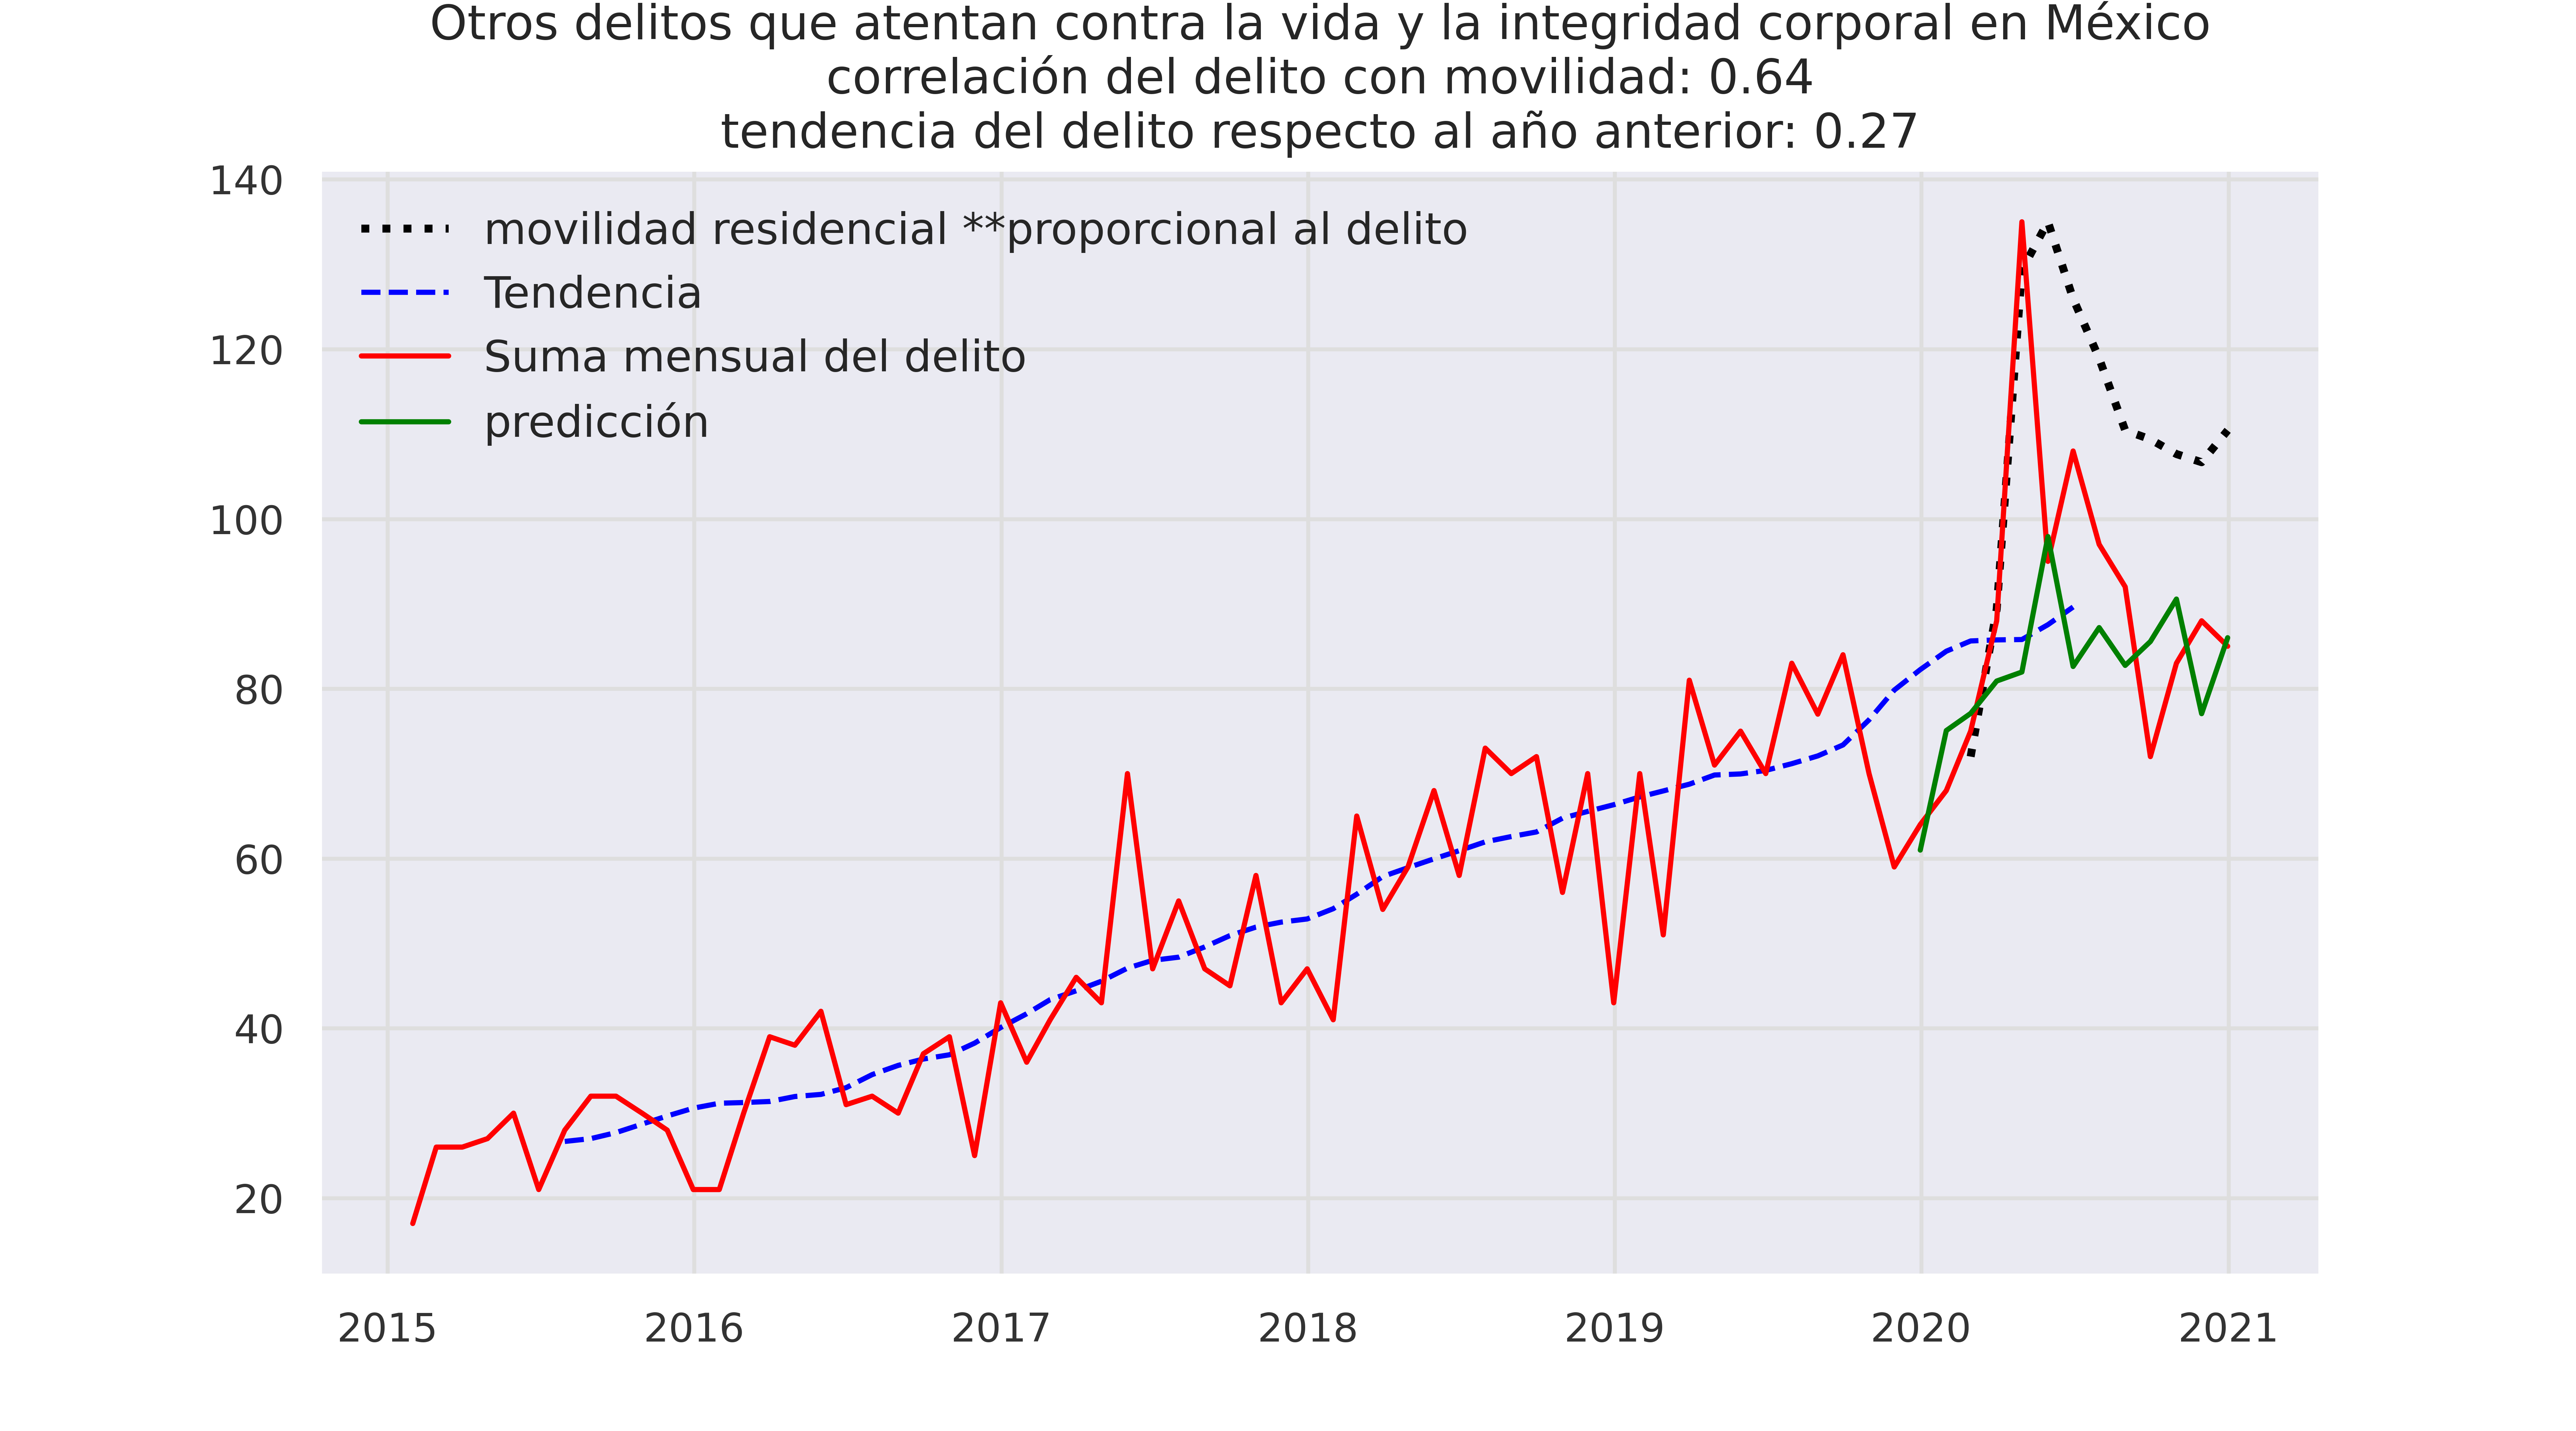 Otros delitos que atentan contra la vida y la integridad corporal en México
correlación del delito con movilidad: 0.64
tendencia del delito respecto al año anterior: 0.27
140
120
100
80
60
40
20
movilidad residencial **proporcional al delito
Tendencia
Suma mensual del delito
predicción
2015
2016
2017
2018
2019
2020
2021